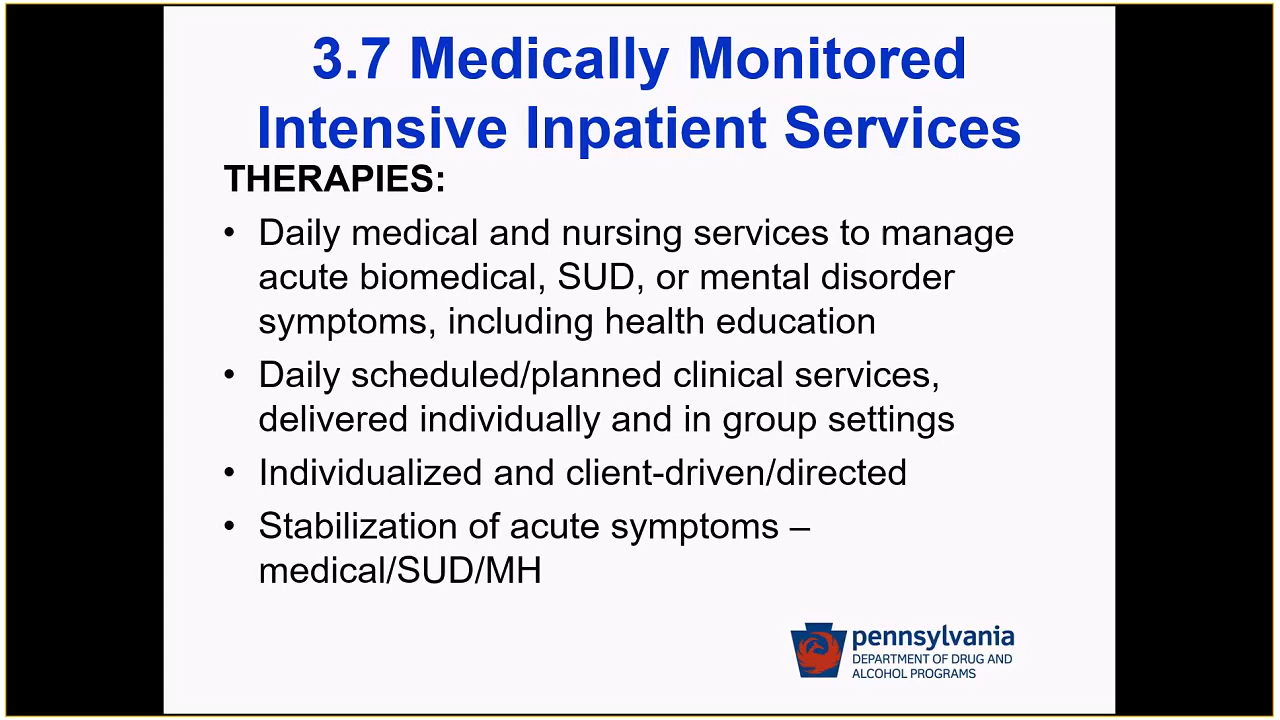 3.7 Medically Monitored
Intensive Inpatient Services
THERAPIES:
• Daily medical and nursing services to manage
acute biomedical, SUD, or mental disorder
symptoms, including health education
• Daily scheduled/planned clinical services,
delivered individually and in group settings
• Individualized and client-driven/directed
• Stabilization of acute symptoms –
medical/SUD/MH
pennsylvania
DEPARTMENT OF DRUG AND
ALCOHOL PROGRAMS